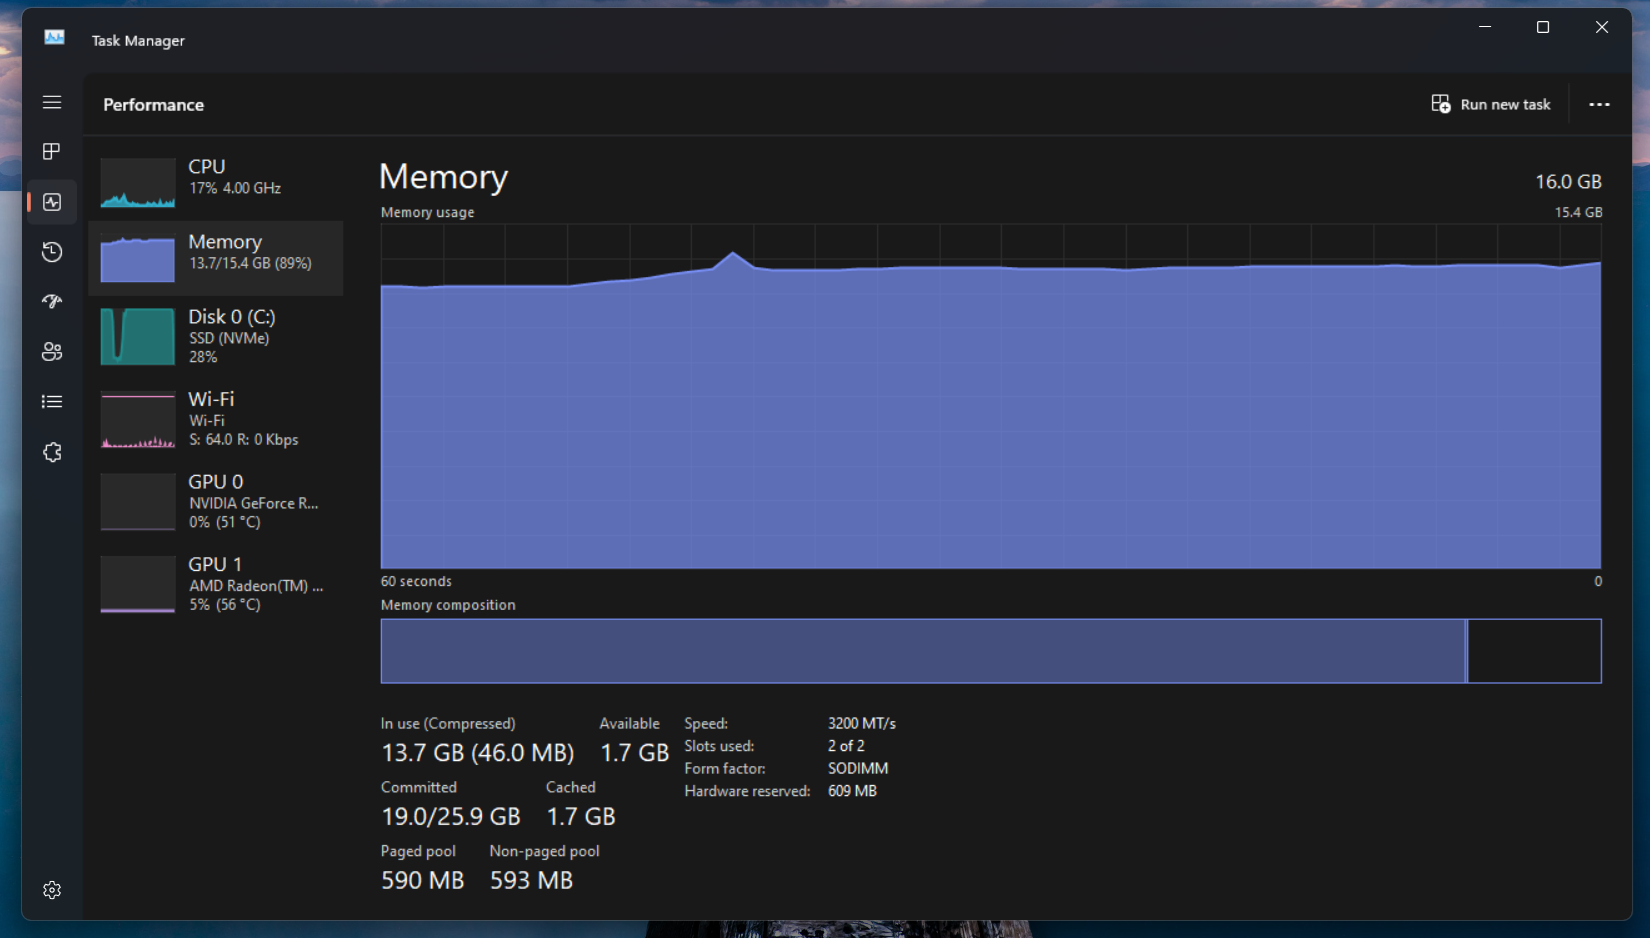 Task Manager
Performance
Run new task
CPU
17% 4.00 GHz
Memory
13.7/15.4 GB (89%)
Disk 0 (C:)
SSD (NVMe)
28%
Wi-Fi
Wi-Fi
S: 64.0 R: 0 Kbps
GPU 0
NVIDIA GeForce R...
0% (51 °C)
GPU 1
AMD Radeon(TM) ...
5% (56 °C)
Memory
16.0 GB
Memory usage
15.4 GB
60 seconds
0
Memory composition
In use (Compressed)
13.7 GB (46.0 MB)
Available
1.7 GB
Committed
19.0/25.9 GB
Cached
1.7 GB
Paged pool
590 MB
Non-paged pool
593 MB
Speed: 3200 MT/s
Slots used: 2 of 2
Form factor: SODIMM
Hardware reserved: 609 MB